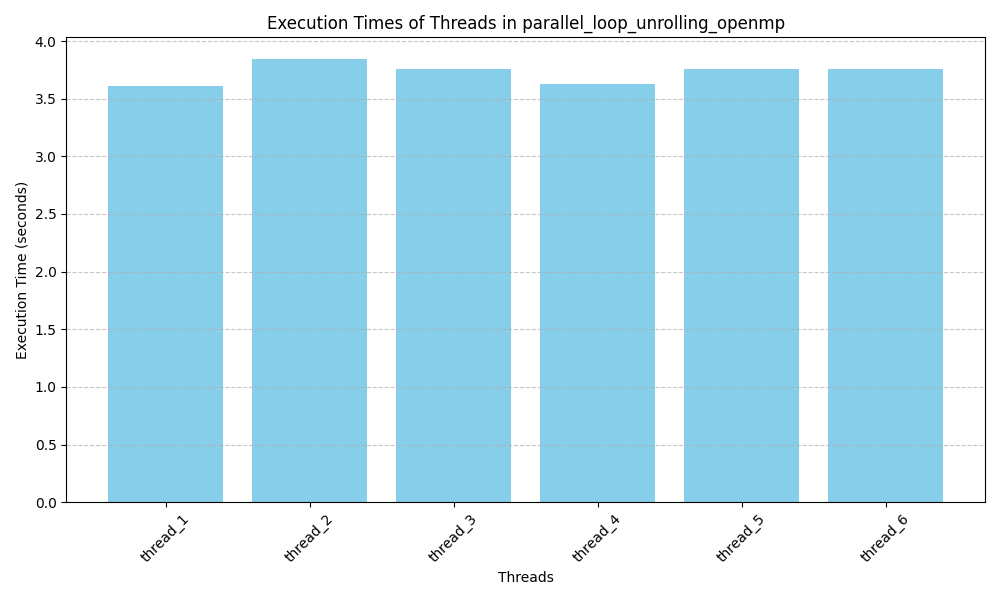 Execution Times of Threads in parallel_loop_unrolling_openmp
Execution Time (seconds)
4.0
3.5
3.0
2.5
2.0
1.5
1.0
0.5
0.0
thread_1
thread_2
thread_3
thread_4
thread_5
thread_6
Threads